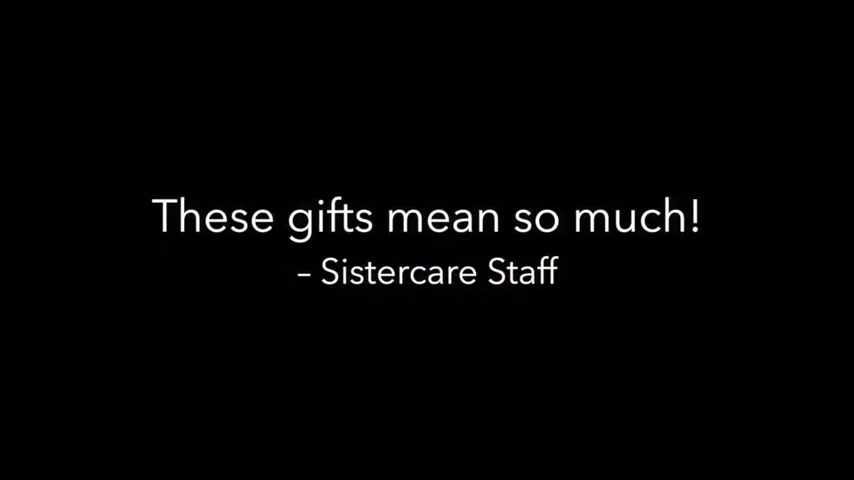 These gifts mean so much!
– Sistercare Staff